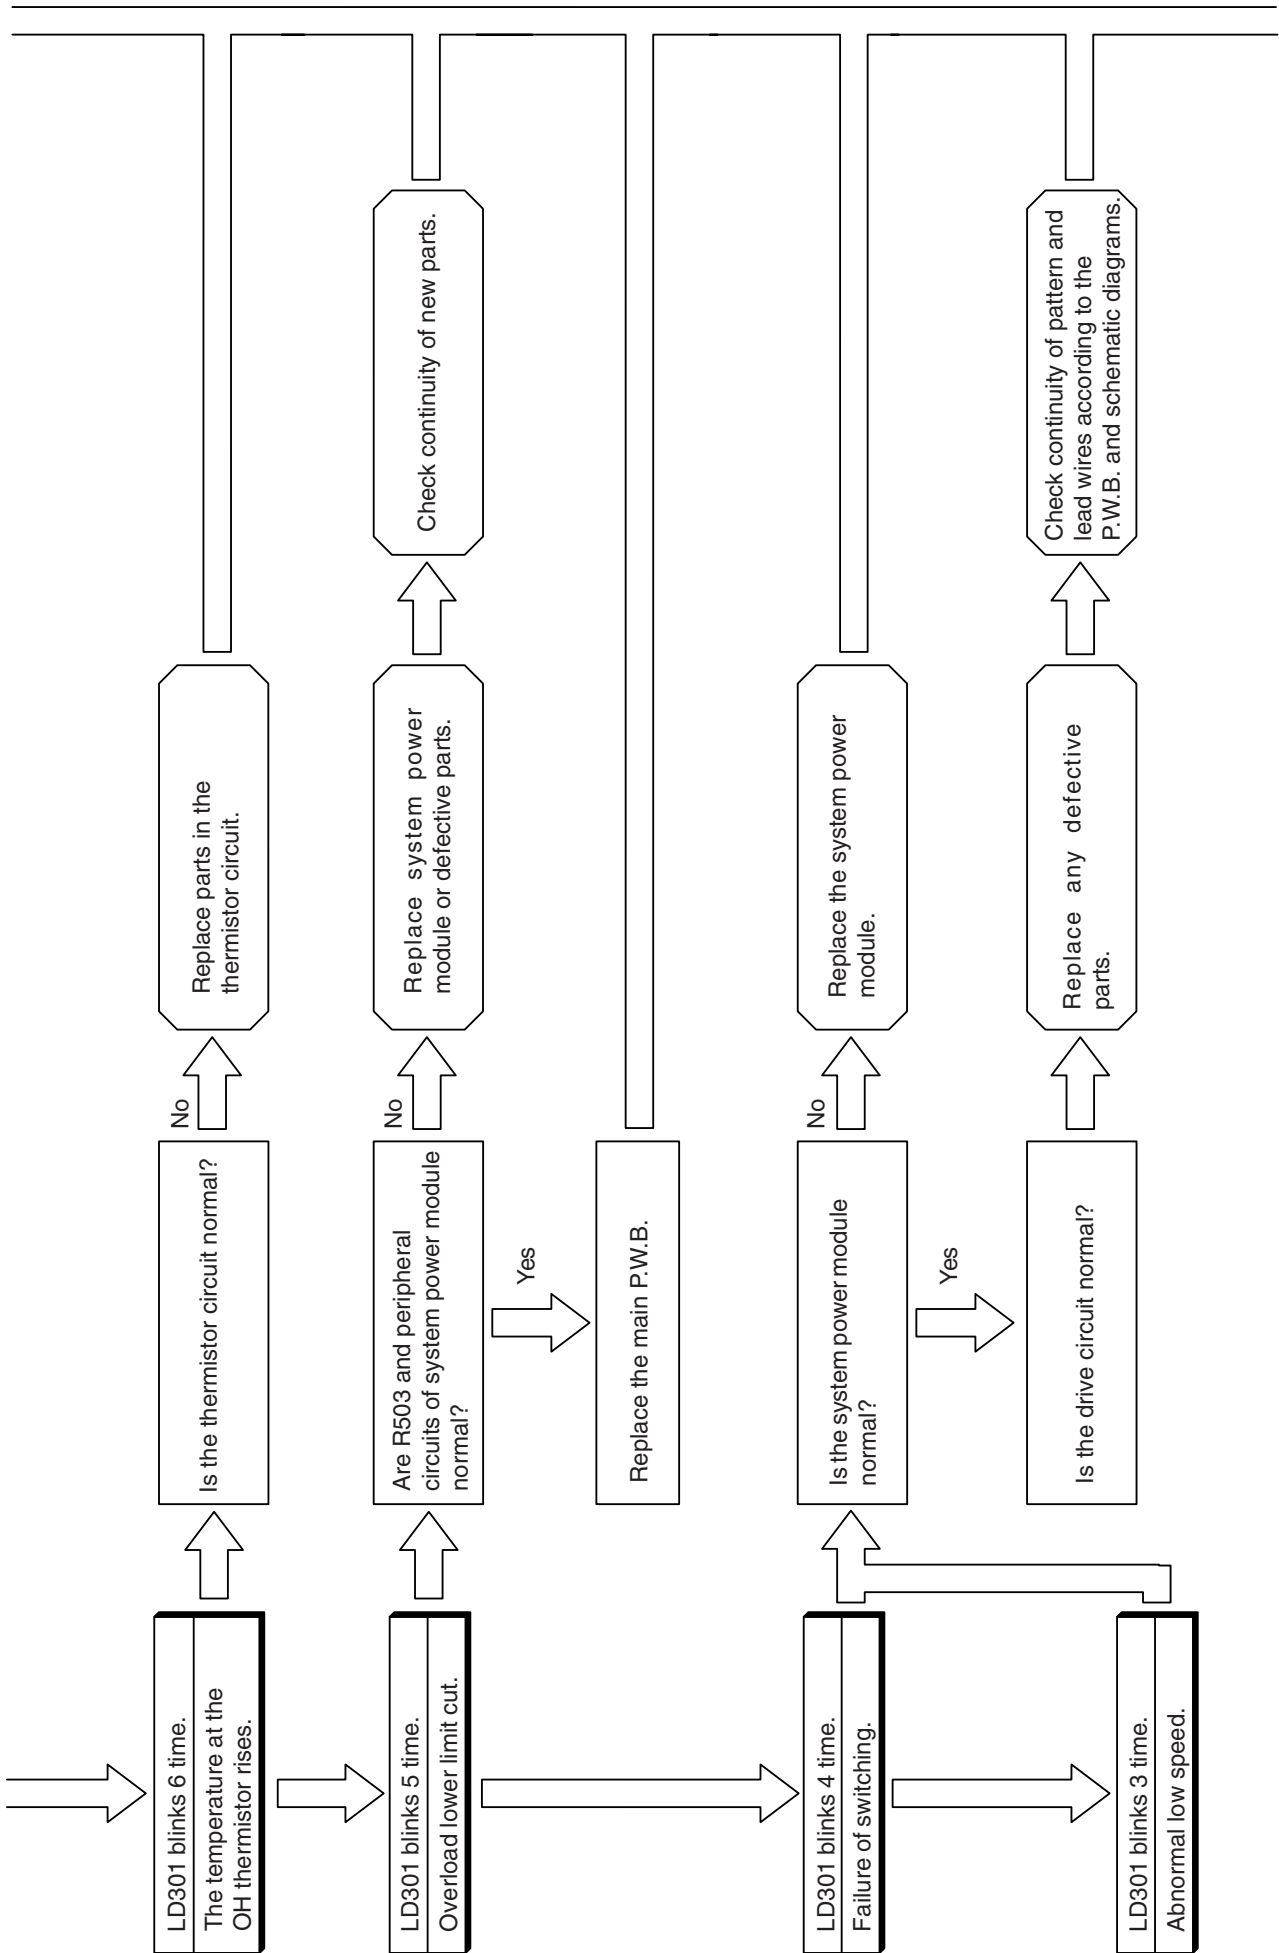 LD301 blinks 6 time.
The temperature at the
OH thermistor rises.
Is the thermistor circuit normal?
No
Replace parts in the
thermistor circuit.
LD301 blinks 5 time.
Overload lower limit cut.
Are R503 and peripheral
circuits of system power module
normal?
No
Replace system power
module or defective parts.
Check continuity of new parts.
Yes
Replace the main P.W.B.
LD301 blinks 4 time.
Failure of switching.
Is the system power module
normal?
No
Replace the system power
module.
Yes
LD301 blinks 3 time.
Abnormal low speed.
Is the drive circuit normal?
Replace any defective
parts.
Check continuity of pattern and
lead wires according to the
P.W.B. and schematic diagrams.